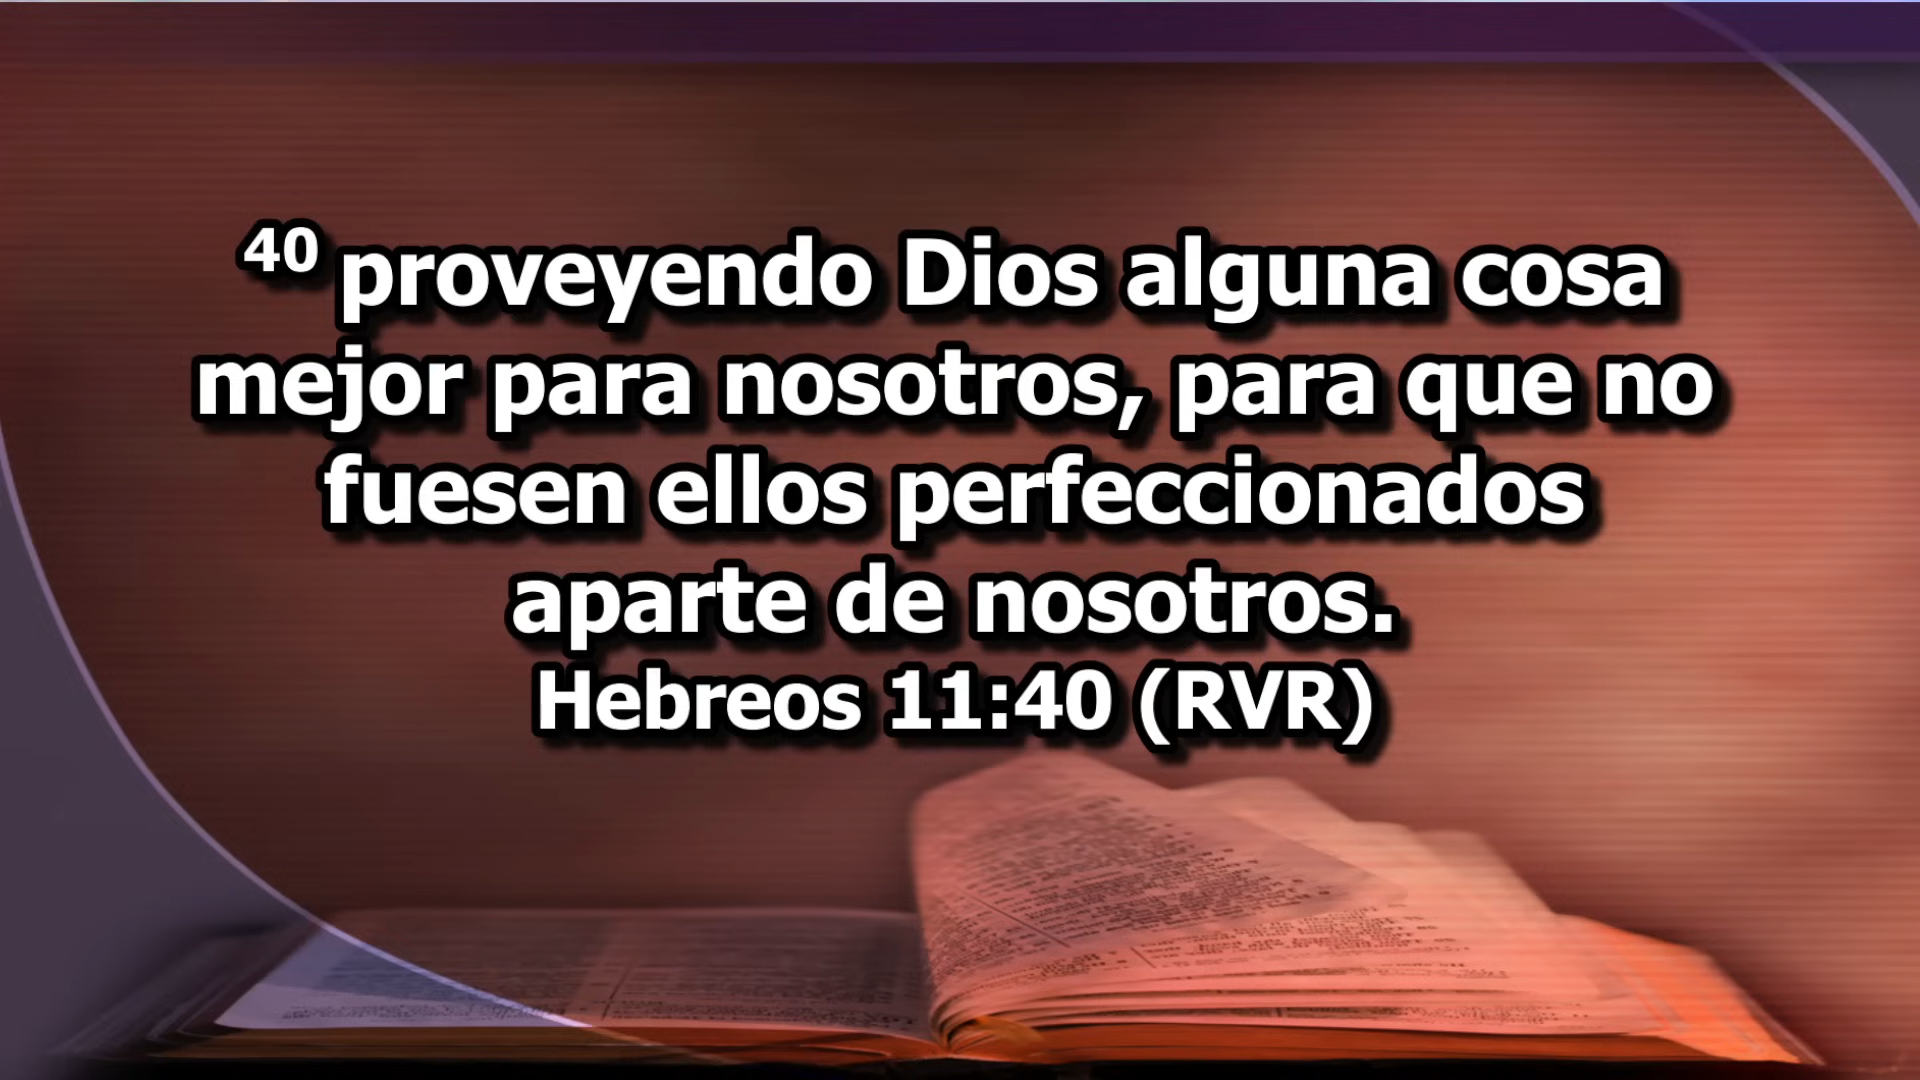 40 proveyendo Dios alguna cosa
mejor para nosotros, para que no
fuesen ellos perfeccionados
aparte de nosotros.
Hebreos 11:40 (RVR)